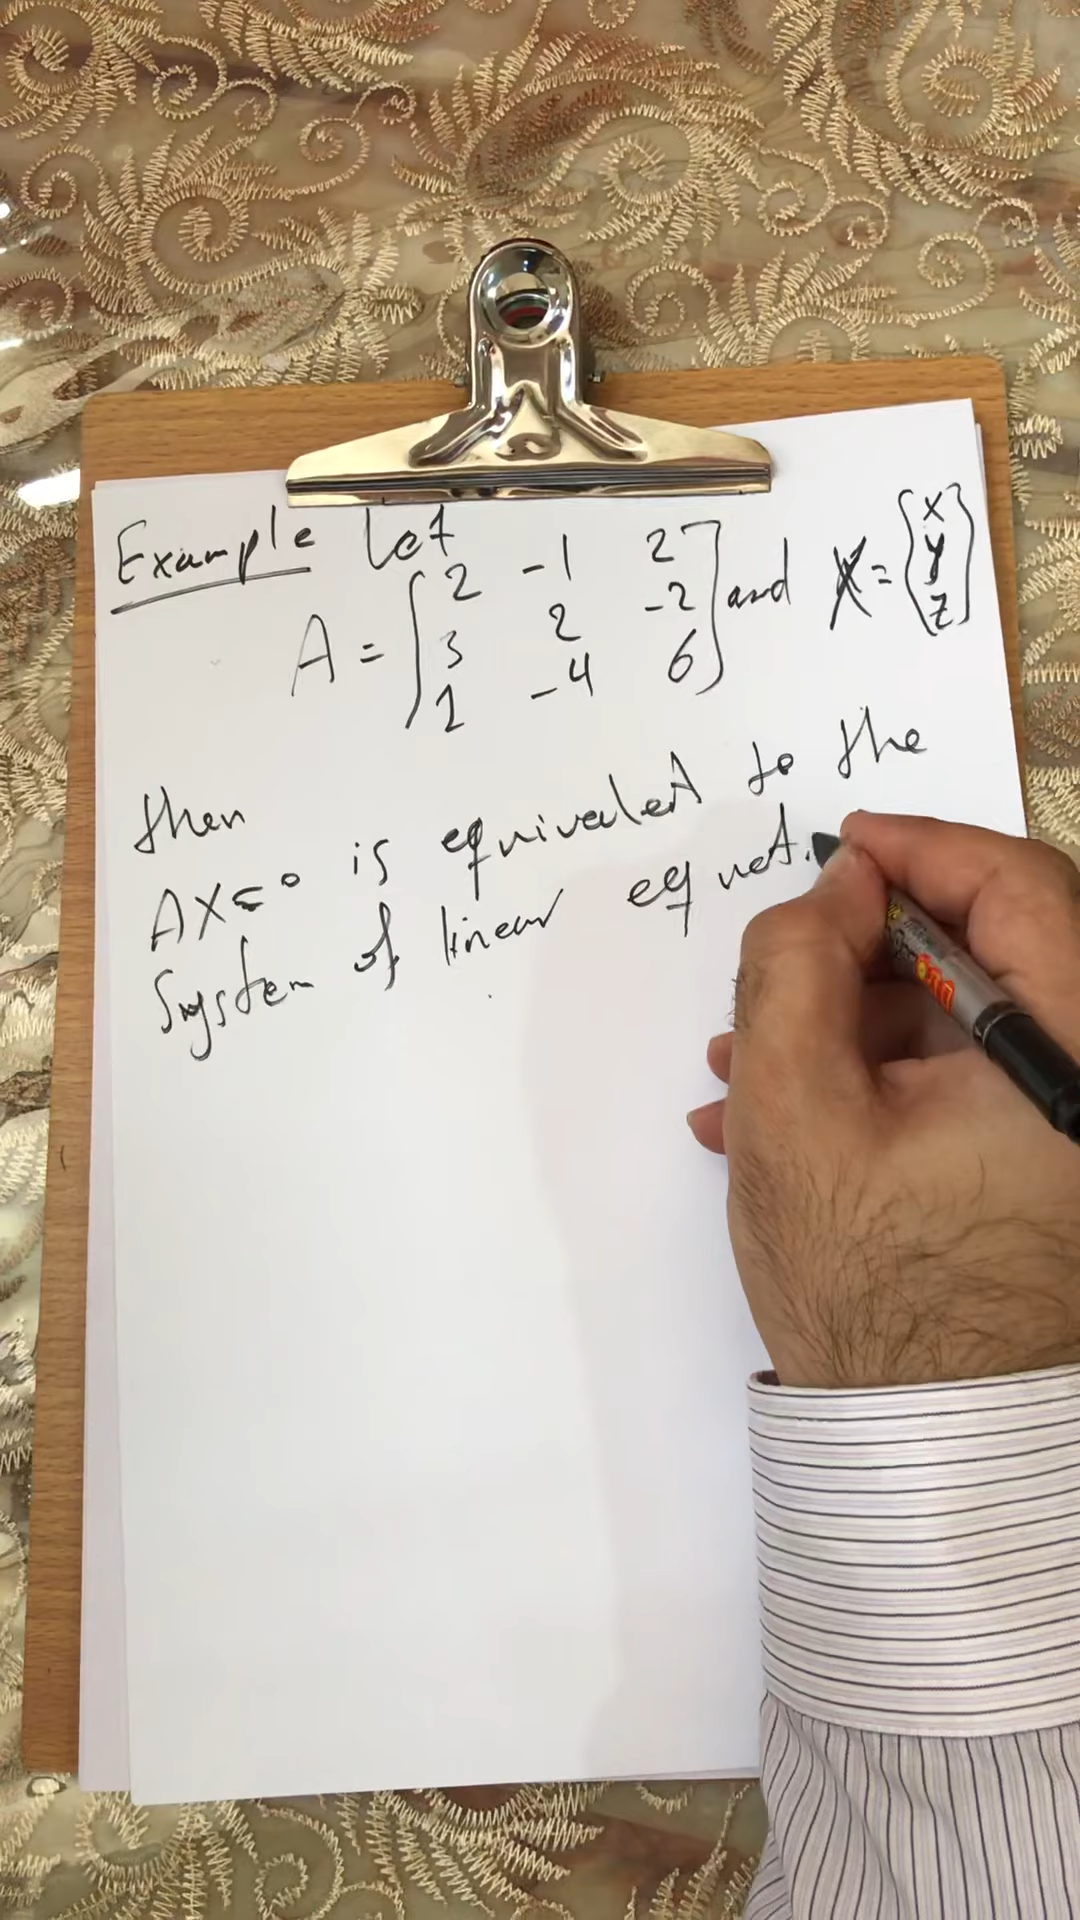 Example Let
A = [2 -1 2
3 2 -2
1 -4 6] and X = [x
y
z]
then
AX = 0 is equivalent to the
System of linear equati